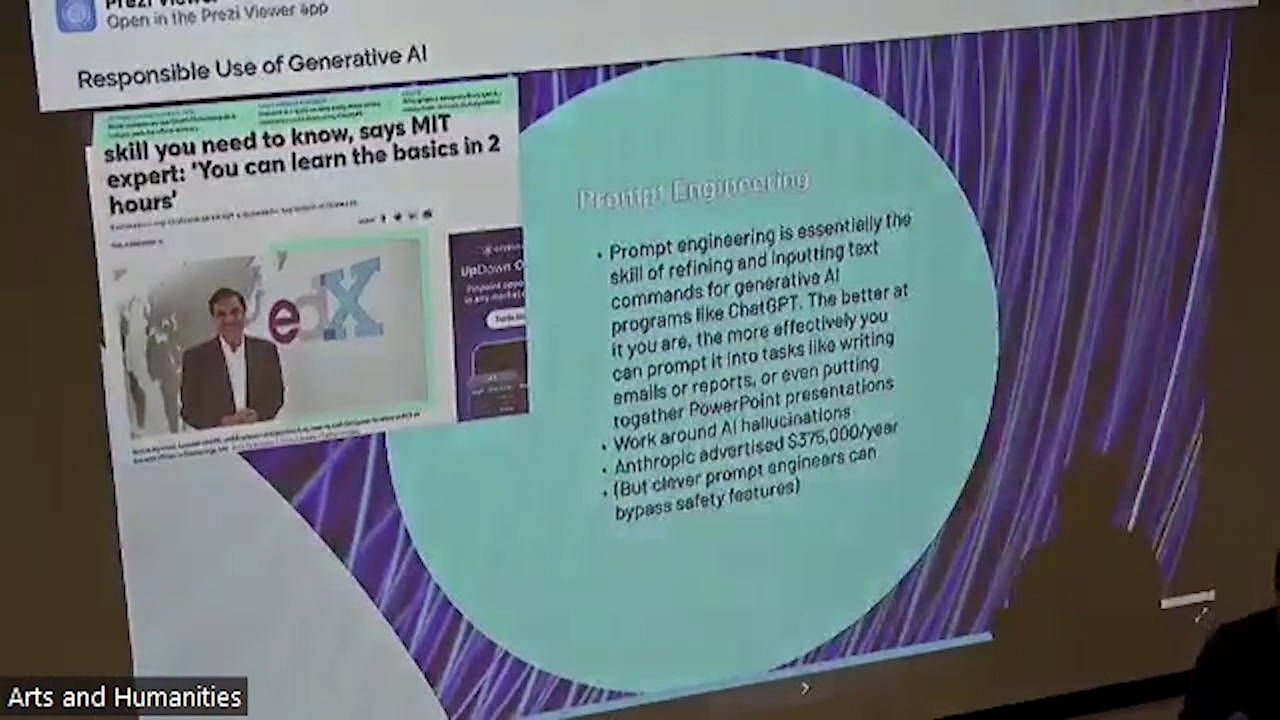 Prezi Viewer
Open in the Prezi Viewer app
Responsible Use of Generative AI
skill you need to know, says MIT
expert: 'You can learn the basics in 2
hours'
edX
UpDown
Prompt Engineering
• Prompt engineering is essentially the
skill of refining and inputting text
commands for generative AI
programs like ChatGPT. The better at
it you are, the more effectively you
can prompt it into tasks like writing
emails or reports, or even putting
together PowerPoint presentations
• Work around AI hallucinations
• Anthropic advertised $375,000/year
• (But clever prompt engineers can
bypass safety features)
Arts and Humanities